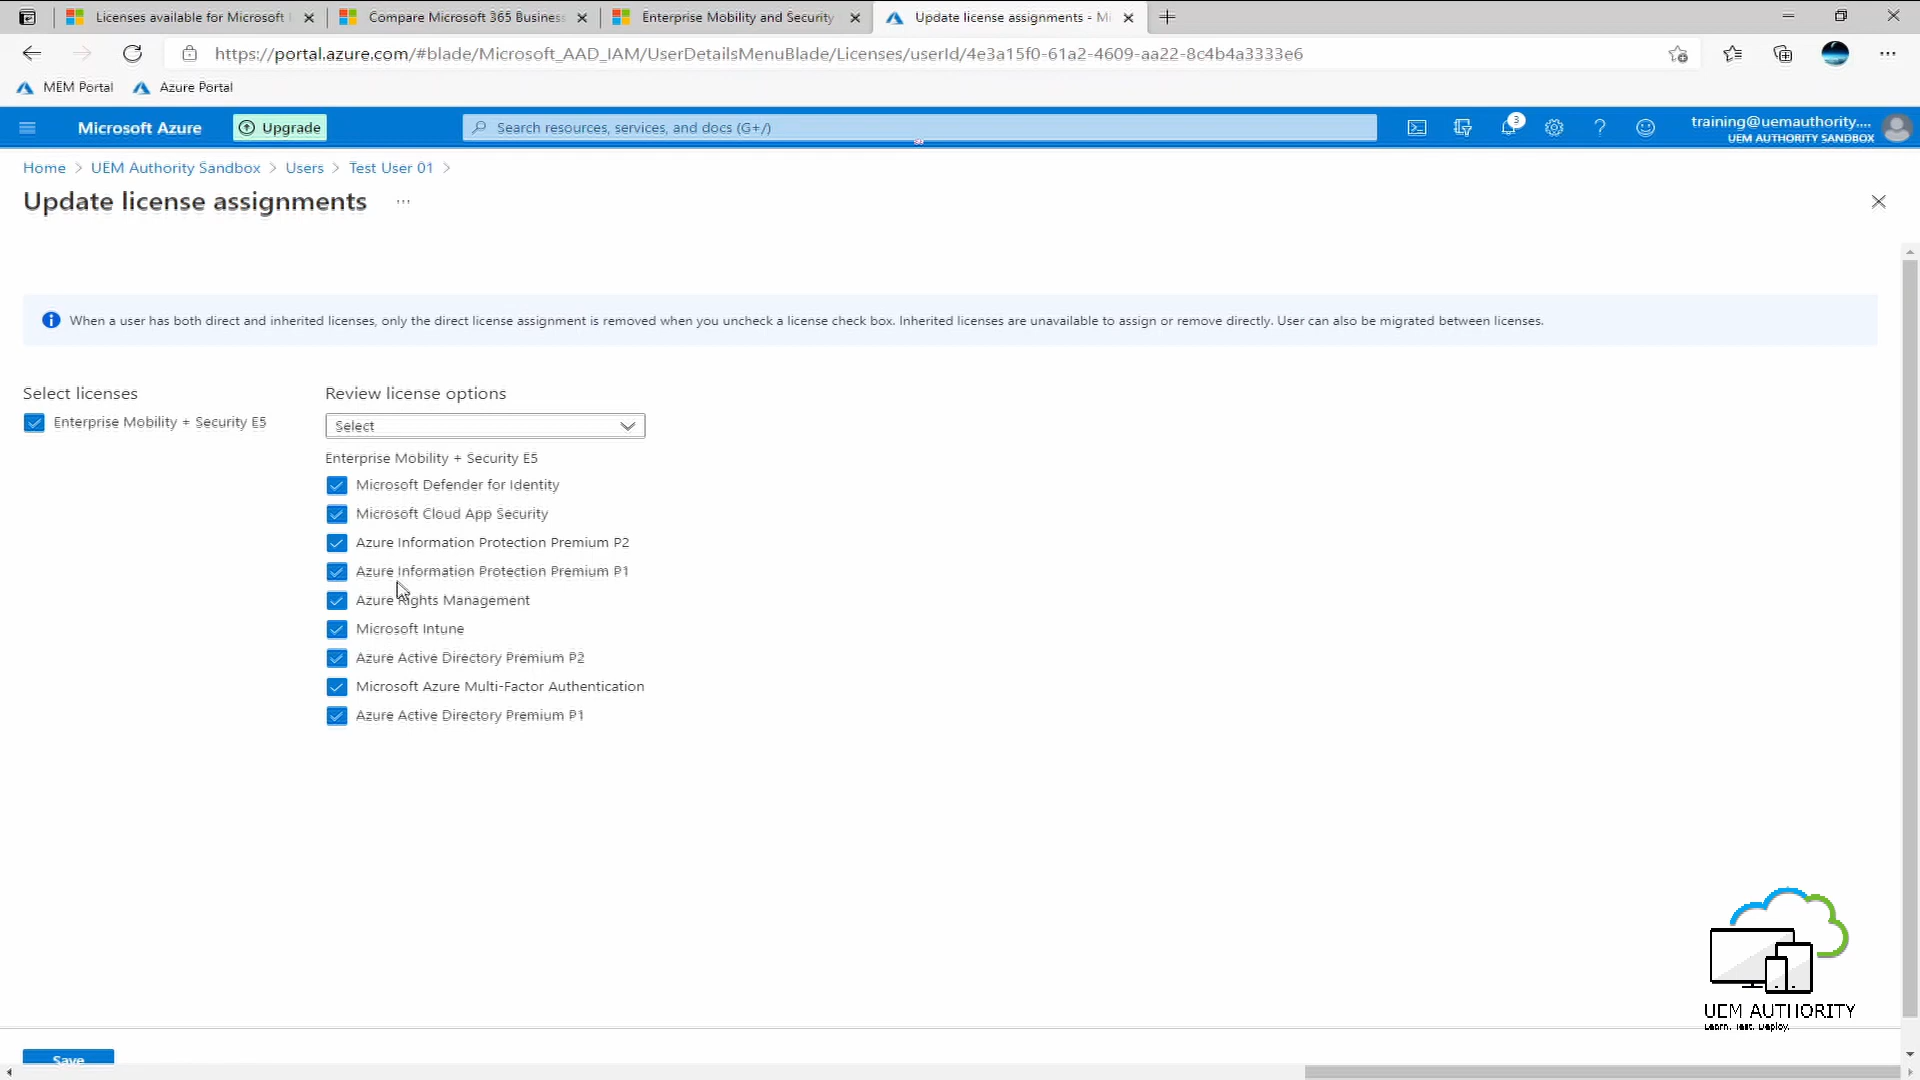 Licenses available for Microsoft
Compare Microsoft 365 Business
Enterprise Mobility and Security
Update license assignments - Mi
https://portal.azure.com/#blade/Microsoft_AAD_IAM/UserDetailsMenuBlade/Licenses/userId/4e3a15f0-61a2-4609-aa22-8c4b4a3333e6
MEM Portal
Azure Portal
Microsoft Azure
Upgrade
Search resources, services, and docs (G+/)
3
training@uemauthority....
UEM AUTHORITY SANDBOX
Home > UEM Authority Sandbox > Users > Test User 01 >
Update license assignments ...
When a user has both direct and inherited licenses, only the direct license assignment is removed when you uncheck a license check box. Inherited licenses are unavailable to assign or remove directly. User can also be migrated between licenses.
Select licenses
Enterprise Mobility + Security E5
Review license options
Select
Enterprise Mobility + Security E5
Microsoft Defender for Identity
Microsoft Cloud App Security
Azure Information Protection Premium P2
Azure Information Protection Premium P1
Azure Rights Management
Microsoft Intune
Azure Active Directory Premium P2
Microsoft Azure Multi-Factor Authentication
Azure Active Directory Premium P1
UEM AUTHORITY
Learn. Test. Deploy.
Save